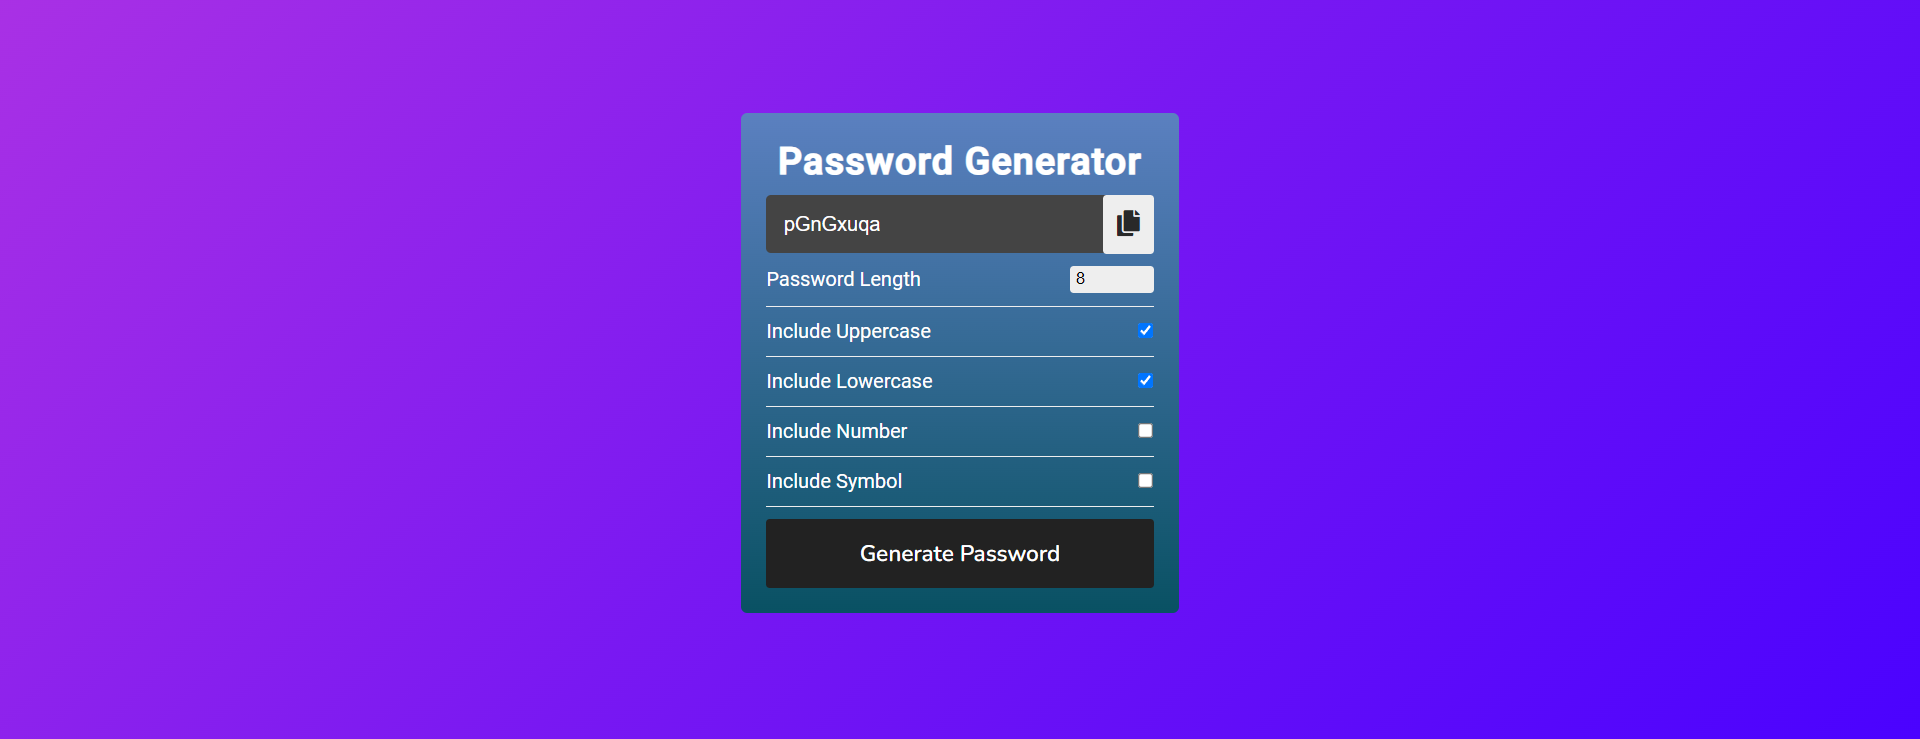 Password Generator
pGnGxuqa
Password Length 8
Include Uppercase
Include Lowercase
Include Number
Include Symbol
Generate Password